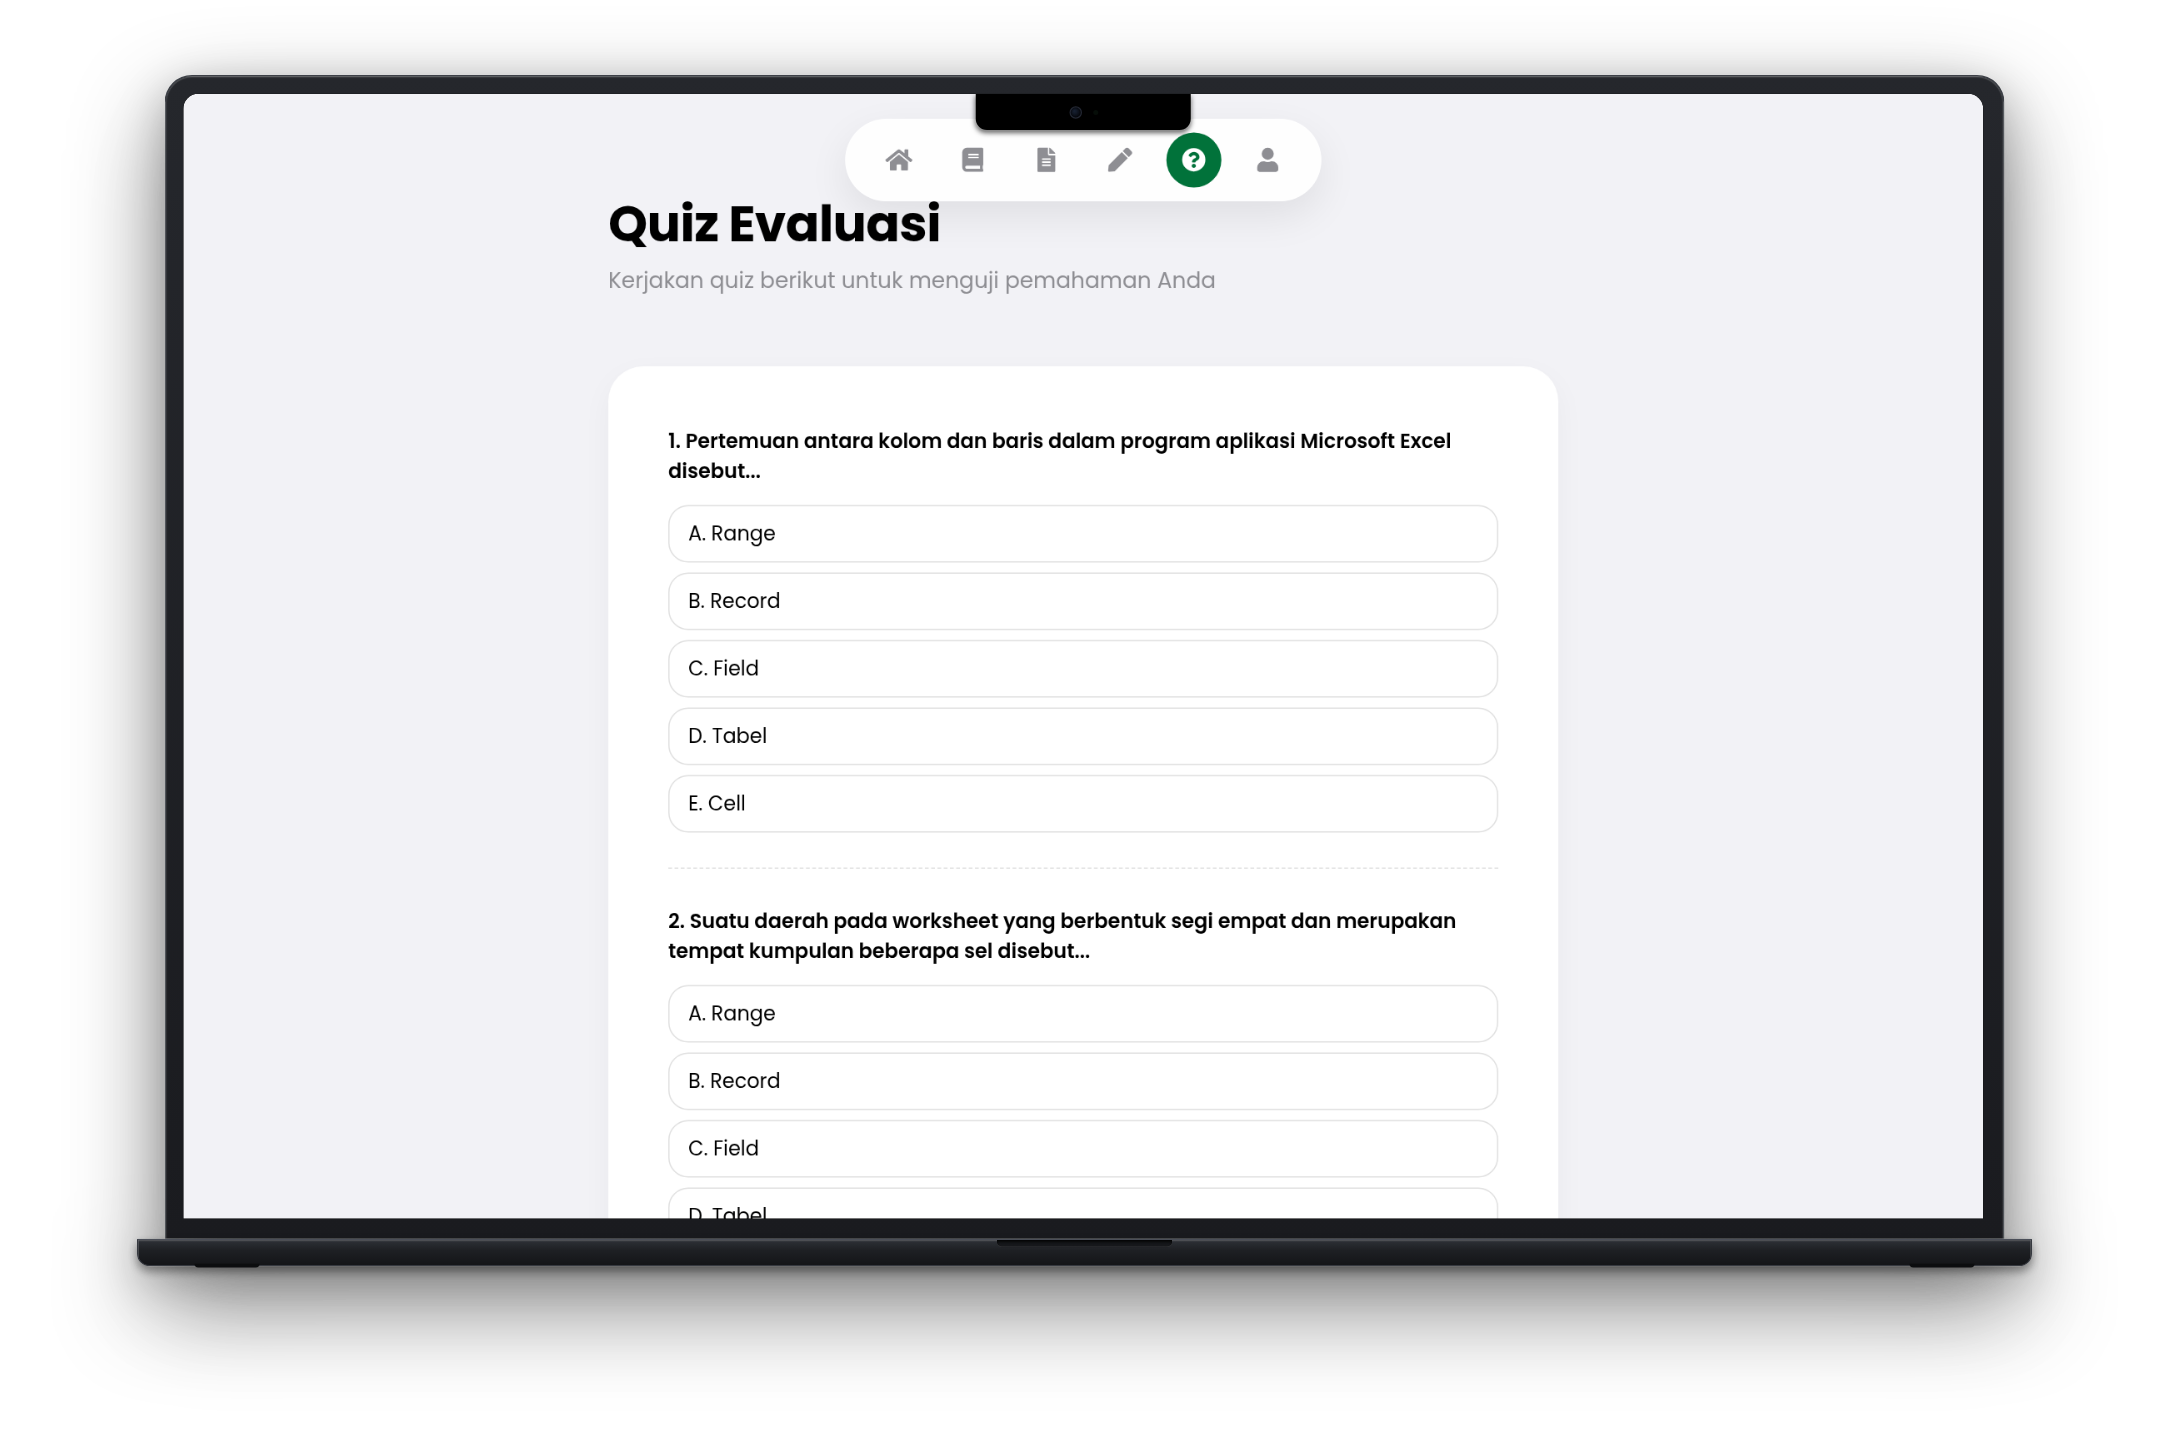 Quiz Evaluasi
Kerjakan quiz berikut untuk menguji pemahaman Anda
1. Pertemuan antara kolom dan baris dalam program aplikasi Microsoft Excel
disebut...
A. Range
B. Record
C. Field
D. Tabel
E. Cell
2. Suatu daerah pada worksheet yang berbentuk segi empat dan merupakan
tempat kumpulan beberapa sel disebut...
A. Range
B. Record
C. Field
D. Tabel